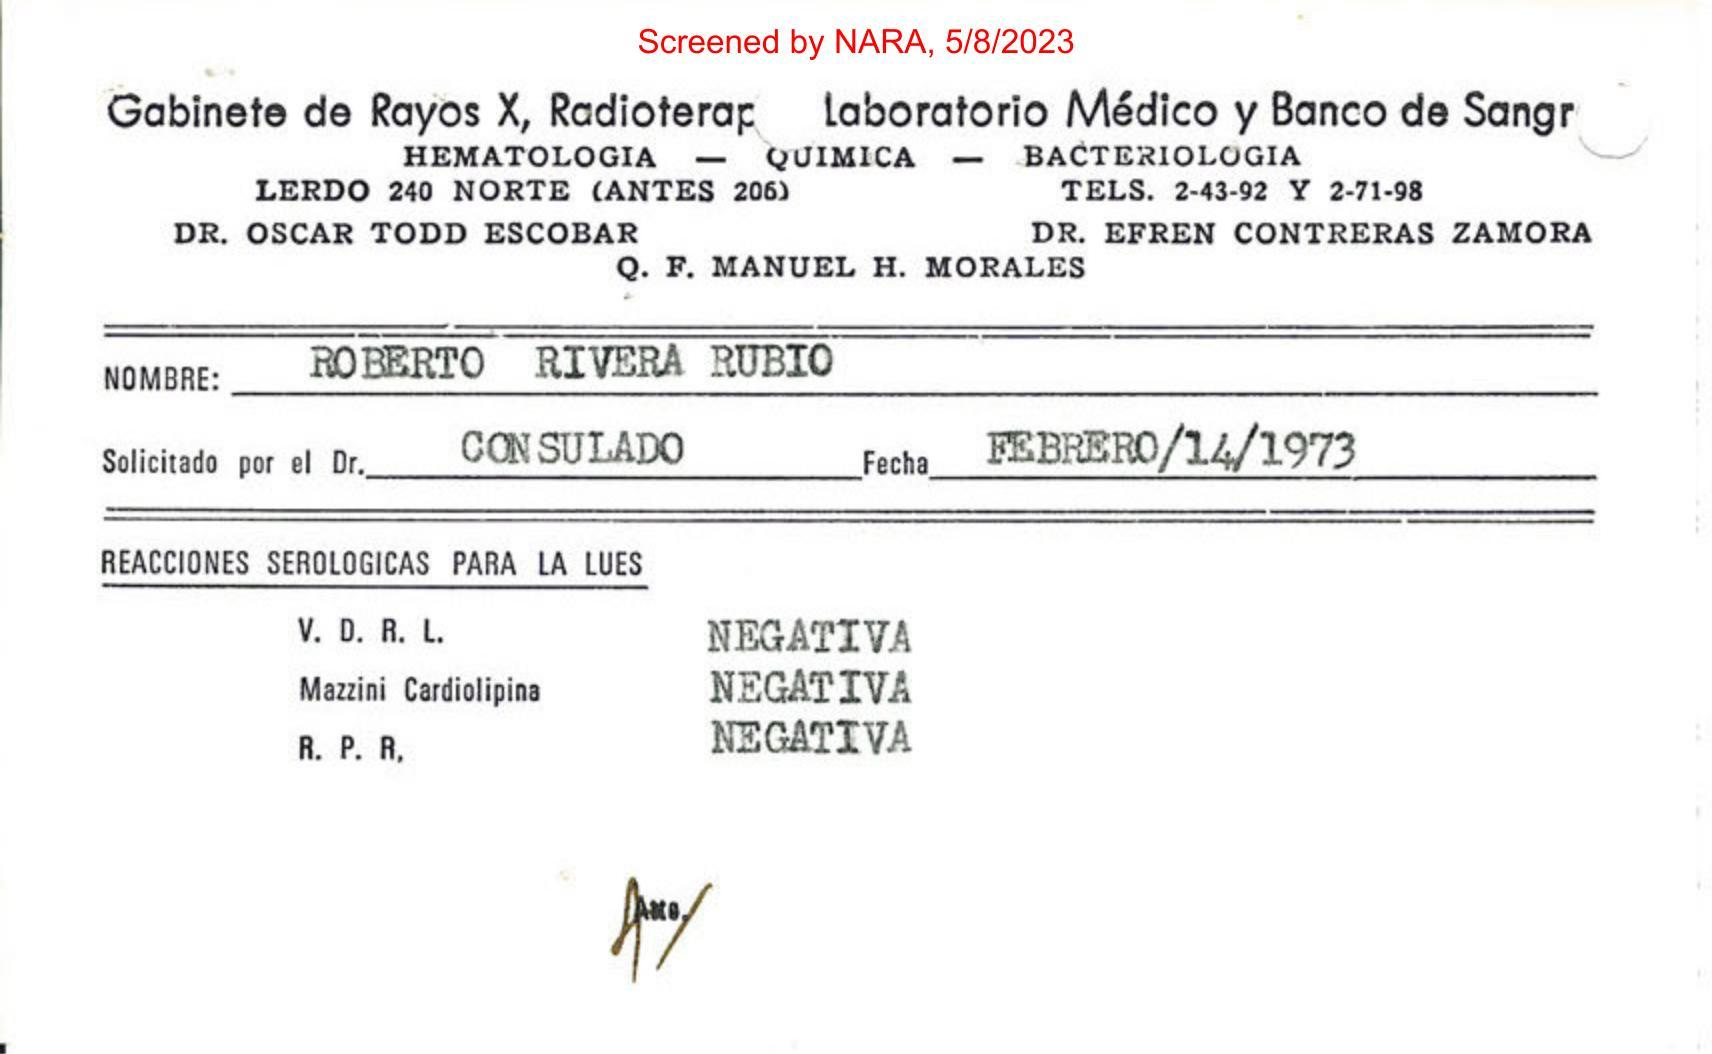 Screened by NARA, 5/8/2023
Gabinete de Rayos X, Radioterap Laboratorio Médico y Banco de Sangr
HEMATOLOGIA — QUIMICA — BACTERIOLOGIA
LERDO 240 NORTE (ANTES 206) TELS. 2-43-92 Y 2-71-98
DR. OSCAR TODD ESCOBAR DR. EFREN CONTRERAS ZAMORA
Q. F. MANUEL H. MORALES
NOMBRE: ROBERTO RIVERA RUBIO
Solicitado por el Dr. CONSULADO Fecha FEBRERO/14/1973
REACCIONES SEROLOGICAS PARA LA LUES
V. D. R. L. NEGATIVA
Mazzini Cardiolipina NEGATIVA
R. P. R, NEGATIVA